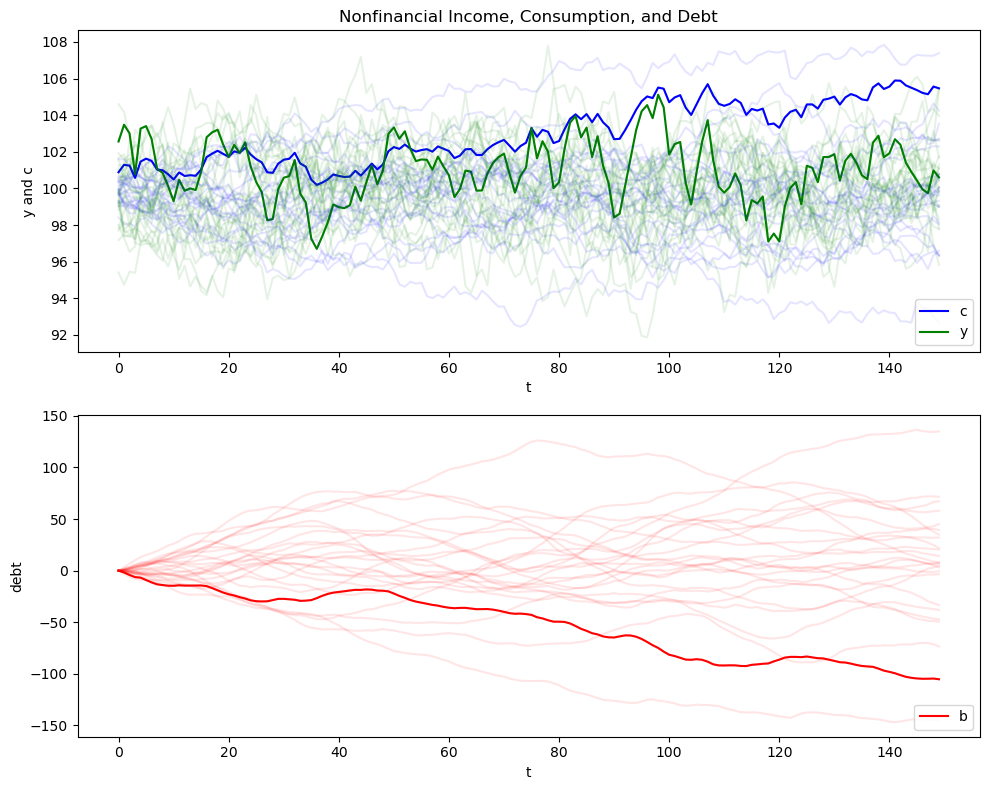 Nonfinancial Income, Consumption, and Debt
108
106
104
102
100
98
96
94
92
y and c
c
y
0 20 40 60 80 100 120 140
t
150
100
50
0
−50
−100
−150
debt
b
0 20 40 60 80 100 120 140
t